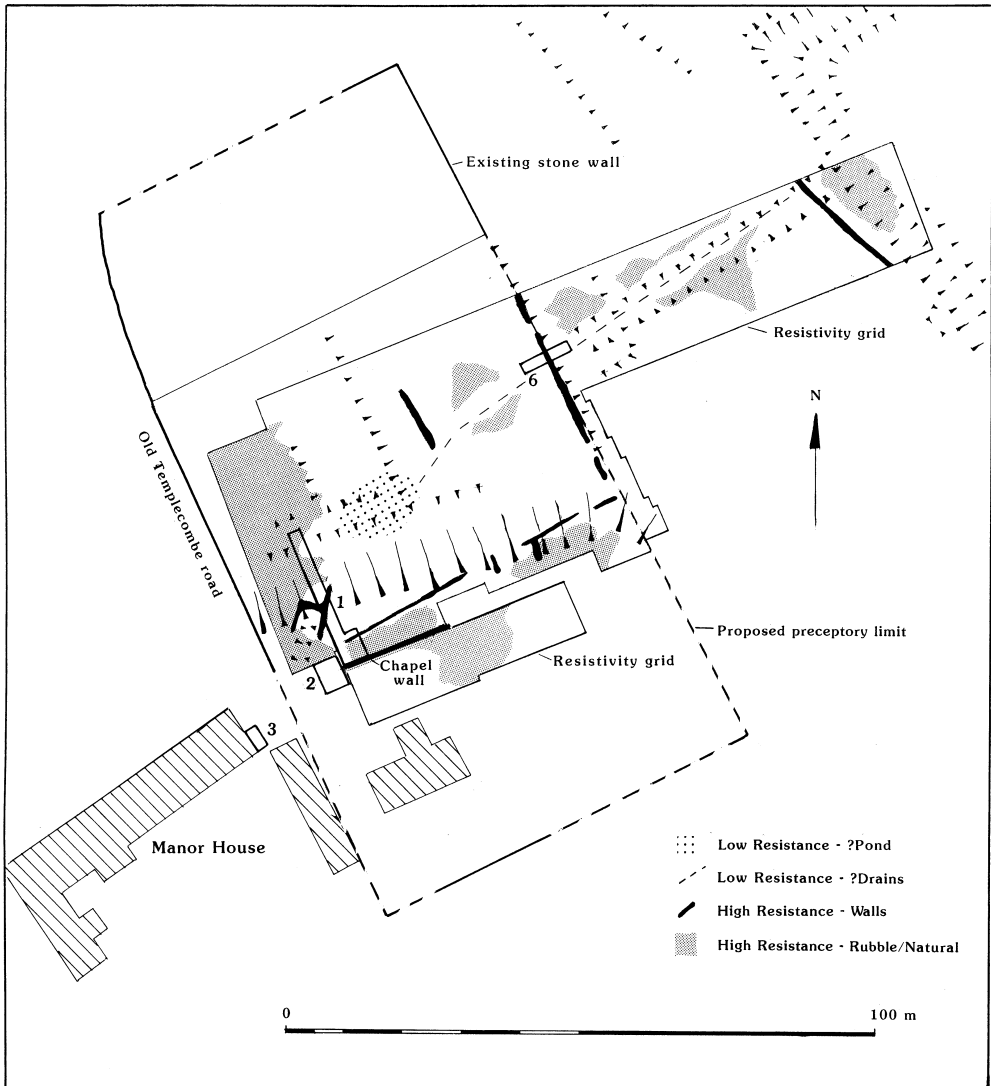 Existing stone wall
Resistivity grid
6
N
Old Templecombe road
1
Chapel
wall
Resistivity grid
Proposed preceptory limit
2
3
Manor House
Low Resistance - ?Pond
Low Resistance - ?Drains
High Resistance - Walls
High Resistance - Rubble/Natural
0
100 m